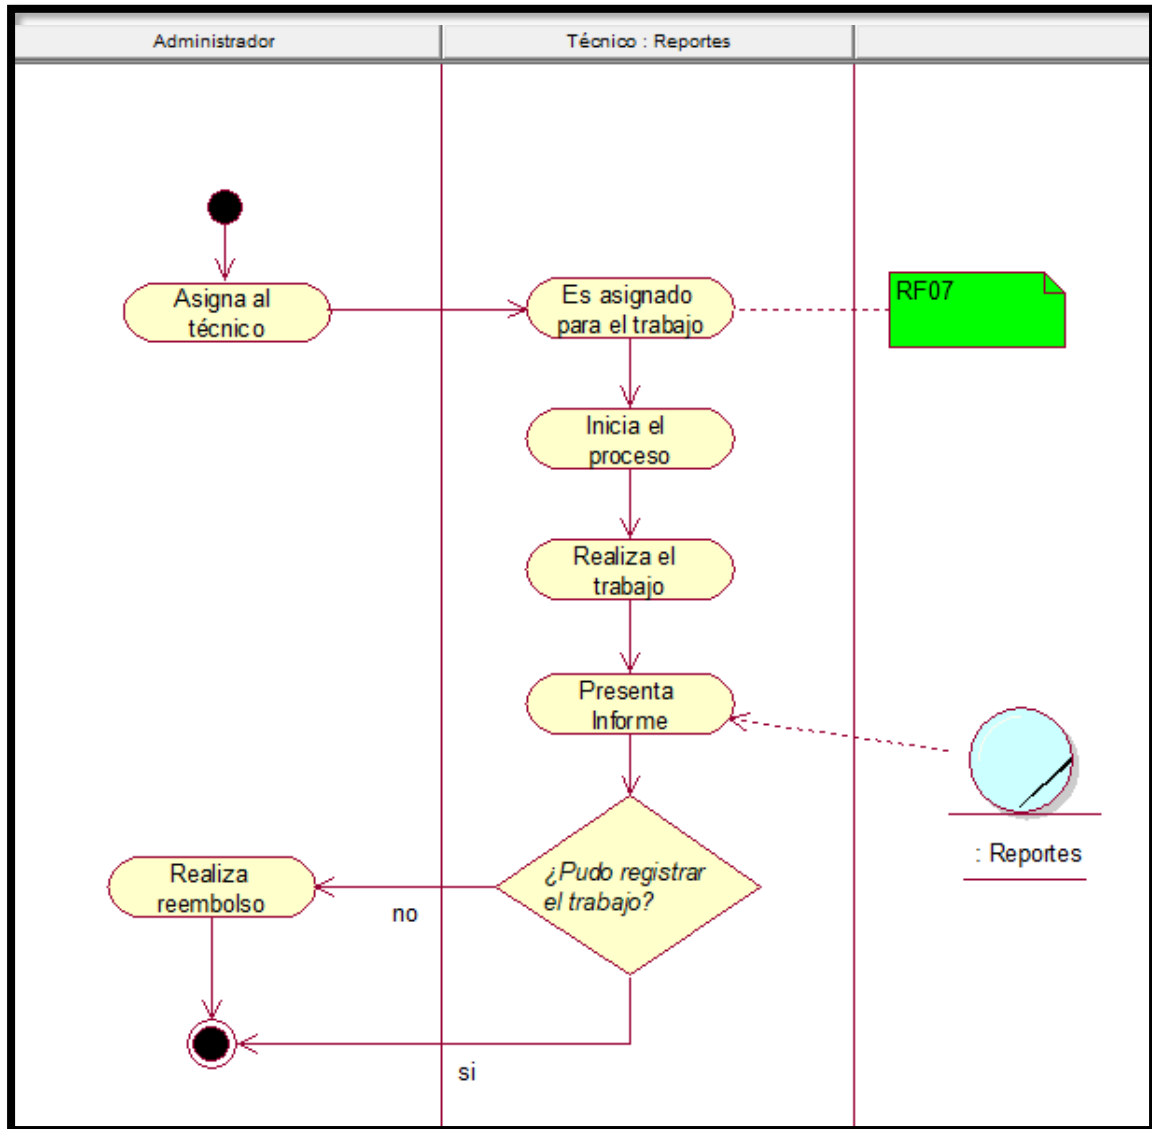 Administrador
Técnico : Reportes
Asigna al
técnico
Es asignado
para el trabajo
RF07
Inicia el
proceso
Realiza el
trabajo
Presenta
Informe
: Reportes
¿Pudo registrar
el trabajo?
Realiza
reembolso
no
si